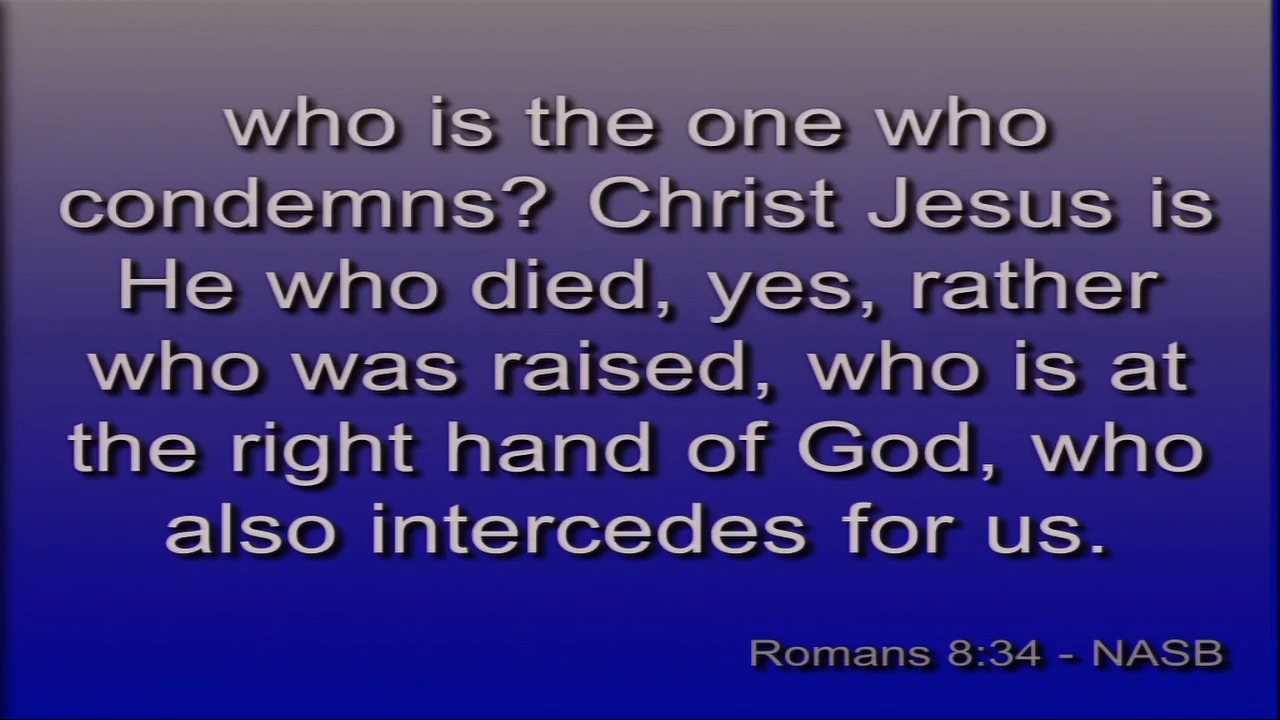 who is the one who
condemns? Christ Jesus is
He who died, yes, rather
who was raised, who is at
the right hand of God, who
also intercedes for us.
Romans 8:34 - NASB